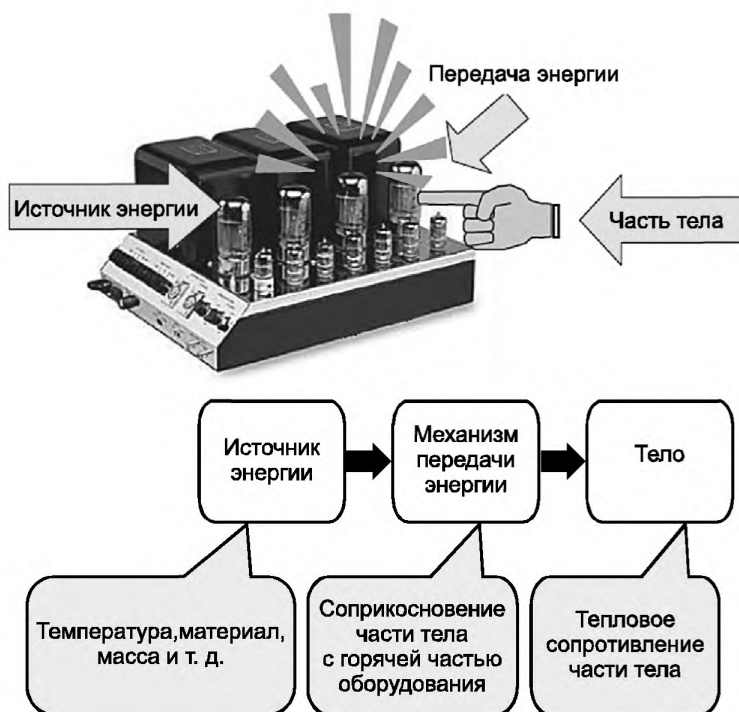 Передача энергии
Источник энергии
Часть тела
Источник
энергии
Механизм
передачи
энергии
Тело
Температура,материал,
масса и т. д.
Соприкосновение
части тела
с горячей частью
оборудования
Тепловое
сопротивление
части тела